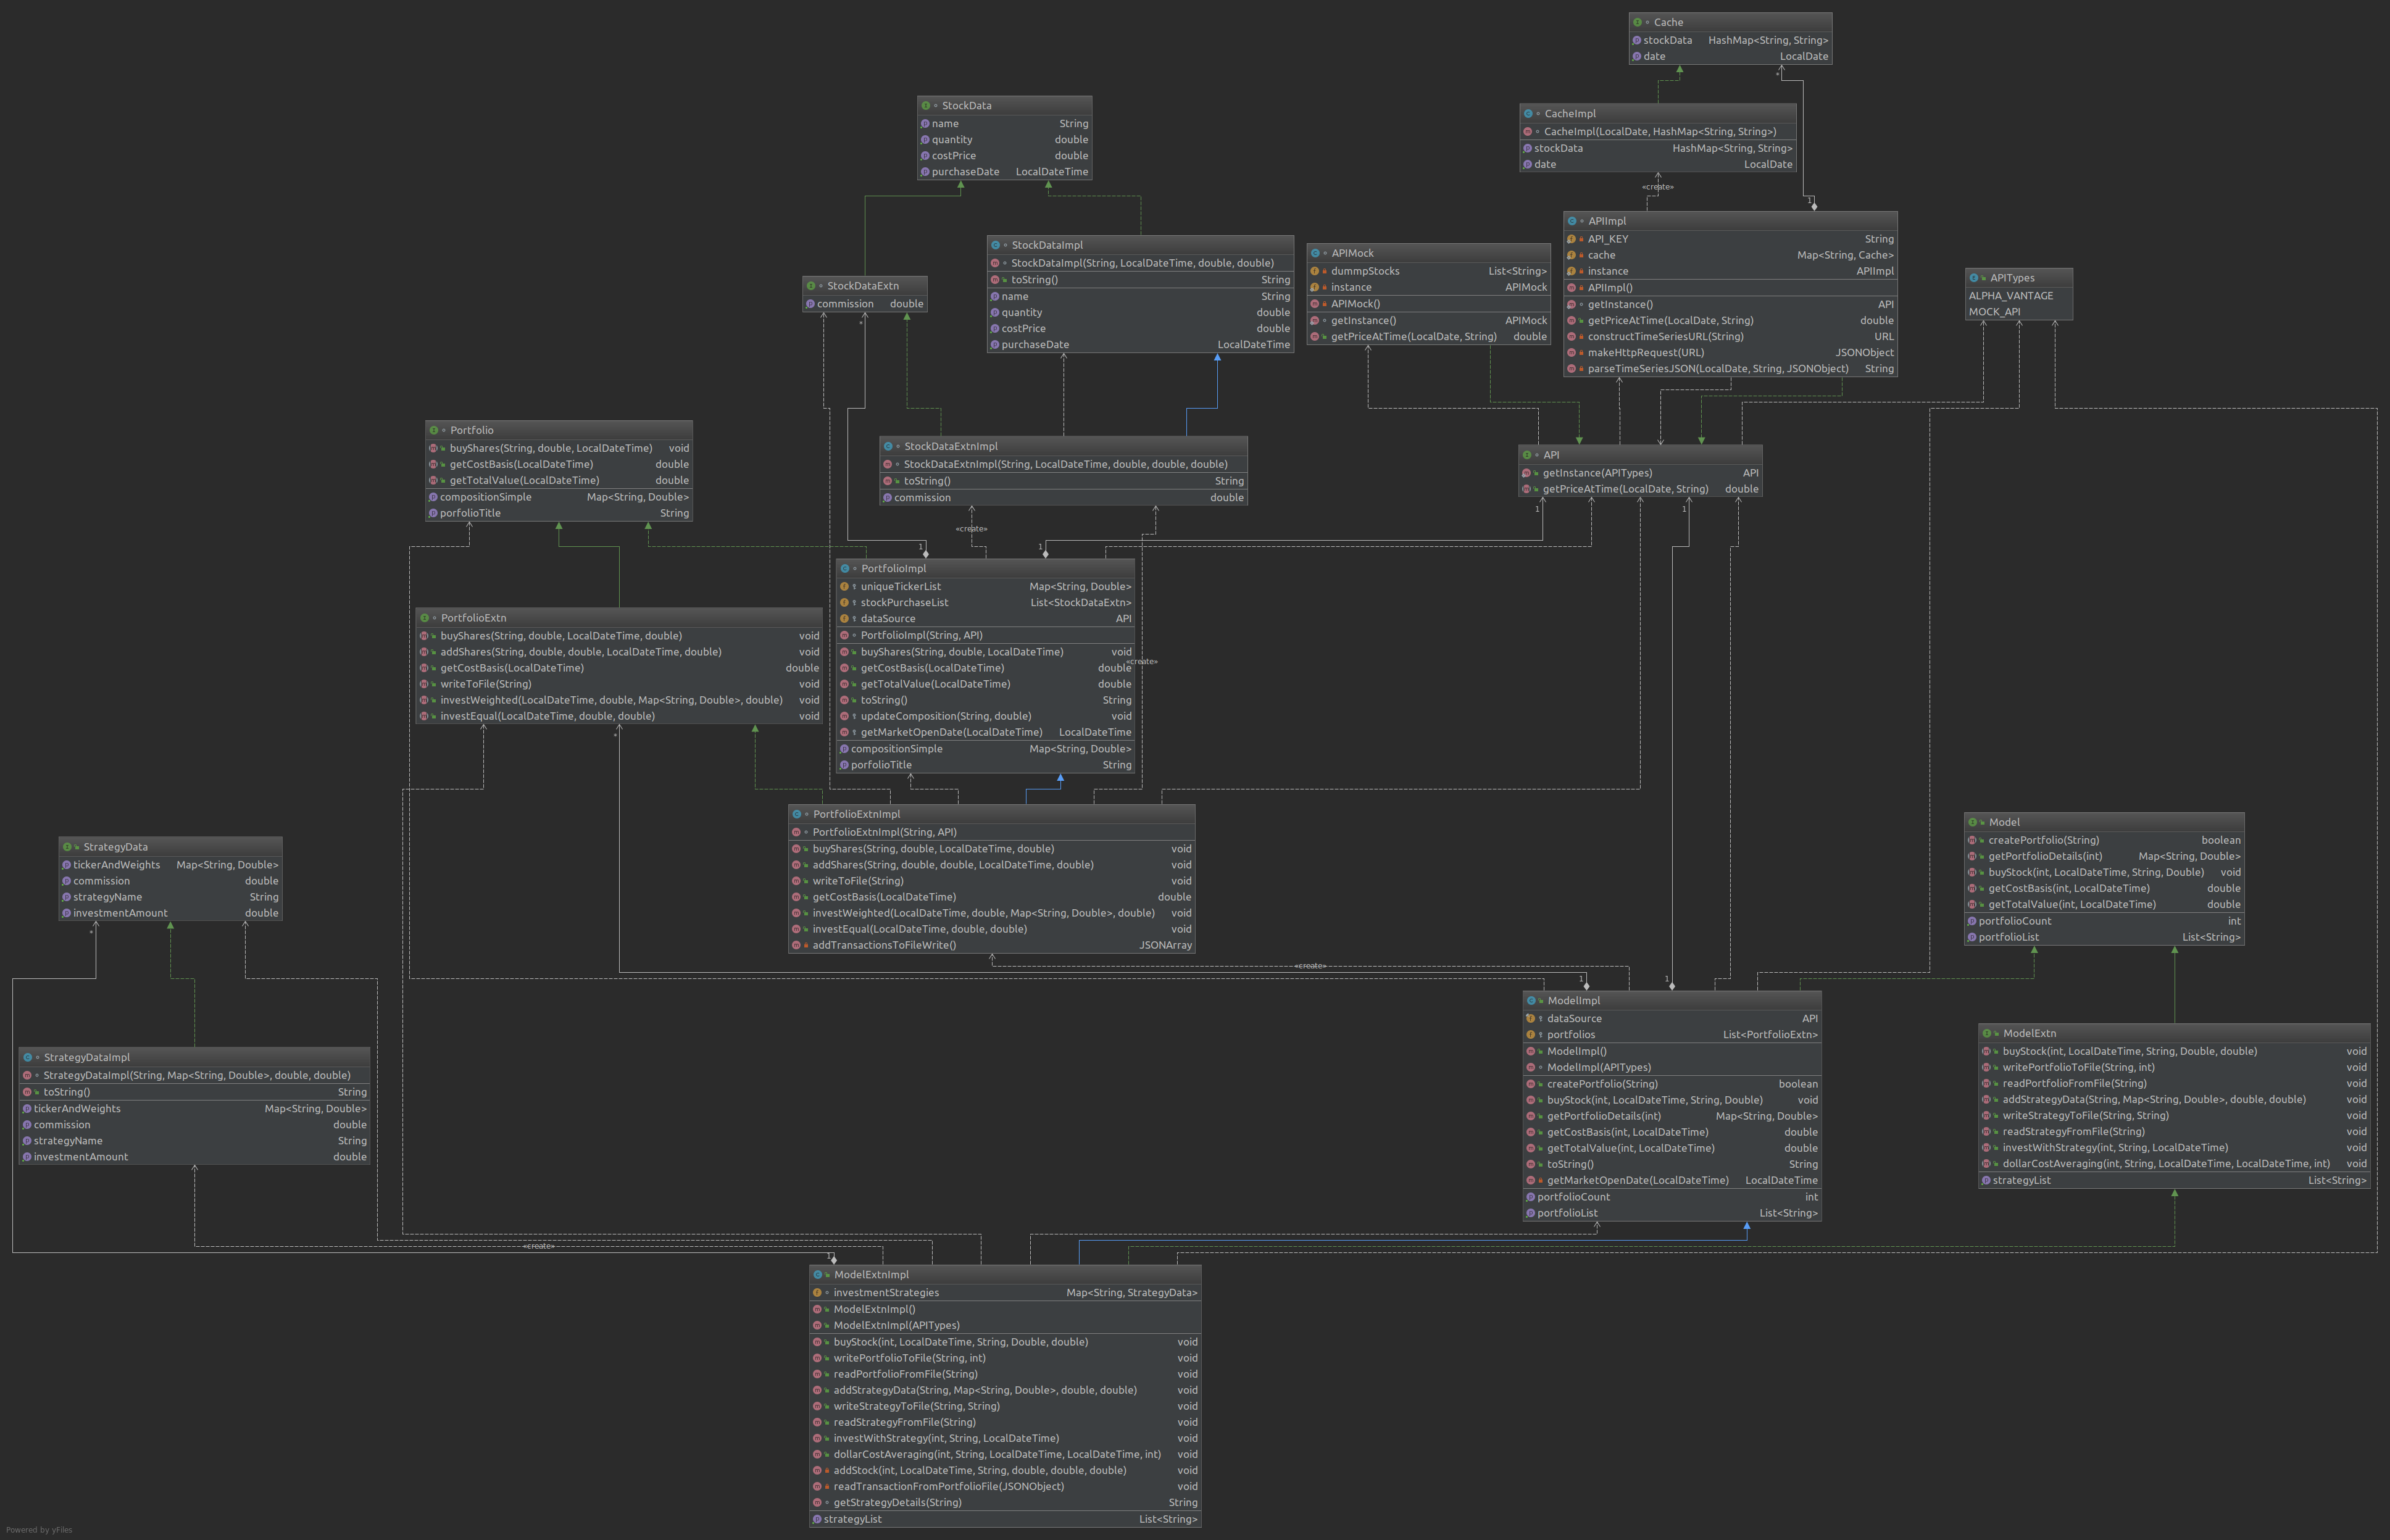 Cache
stockData HashMap<String, String>
date LocalDate
*
StockData
name String
quantity double
costPrice double
purchaseDate LocalDateTime
CacheImpl
CacheImpl(LocalDate, HashMap<String, String>)
stockData HashMap<String, String>
date LocalDate
«create»
1
APIImpl
API_KEY String
cache Map<String, Cache>
instance APIImpl
APIImpl()
getInstance() API
getPriceAtTime(LocalDate, String) double
constructTimeSeriesURL(String) URL
makeHttpRequest(URL) JSONObject
parseTimeSeriesJSON(LocalDate, String, JSONObject) String
StockDataImpl
StockDataImpl(String, LocalDateTime, double, double)
toString() String
name String
quantity double
costPrice double
purchaseDate LocalDateTime
APIMock
dummpStocks List<String>
instance APIMock
APIMock()
getInstance() APIMock
getPriceAtTime(LocalDate, String) double
APITypes
ALPHA_VANTAGE
MOCK_API
StockDataExtn
commission double
*
Portfolio
buyShares(String, double, LocalDateTime) void
getCostBasis(LocalDateTime) double
getTotalValue(LocalDateTime) double
compositionSimple Map<String, Double>
porfolioTitle String
StockDataExtnImpl
StockDataExtnImpl(String, LocalDateTime, double, double, double)
toString() String
commission double
API
getInstance(APITypes) API
getPriceAtTime(LocalDate, String) double
1
1
«create»
1
1
PortfolioImpl
uniqueTickerList Map<String, Double>
stockPurchaseList List<StockDataExtn>
dataSource API
PortfolioImpl(String, API)
buyShares(String, double, LocalDateTime) void
getCostBasis(LocalDateTime) double
getTotalValue(LocalDateTime) double
toString() String
updateComposition(String, double) void
getMarketOpenDate(LocalDateTime) LocalDateTime
compositionSimple Map<String, Double>
porfolioTitle String
«create»
PortfolioExtn
buyShares(String, double, LocalDateTime, double) void
addShares(String, double, double, LocalDateTime, double) void
getCostBasis(LocalDateTime) double
writeToFile(String) void
investWeighted(LocalDateTime, double, Map<String, Double>, double) void
investEqual(LocalDateTime, double, double) void
*
PortfolioExtnImpl
PortfolioExtnImpl(String, API)
buyShares(String, double, LocalDateTime, double) void
addShares(String, double, double, LocalDateTime, double) void
writeToFile(String) void
getCostBasis(LocalDateTime) double
investWeighted(LocalDateTime, double, Map<String, Double>, double) void
investEqual(LocalDateTime, double, double) void
addTransactionsToFileWrite() JSONArray
«create»
StrategyData
tickerAndWeights Map<String, Double>
commission double
strategyName String
investmentAmount double
*
Model
createPortfolio(String) boolean
getPortfolioDetails(int) Map<String, Double>
buyStock(int, LocalDateTime, String, Double) void
getCostBasis(int, LocalDateTime) double
getTotalValue(int, LocalDateTime) double
portfolioCount int
portfolioList List<String>
1
1
ModelImpl
dataSource API
portfolios List<PortfolioExtn>
ModelImpl()
ModelImpl(APITypes)
createPortfolio(String) boolean
buyStock(int, LocalDateTime, String, Double) void
getPortfolioDetails(int) Map<String, Double>
getCostBasis(int, LocalDateTime) double
getTotalValue(int, LocalDateTime) double
toString() String
getMarketOpenDate(LocalDateTime) LocalDateTime
portfolioCount int
portfolioList List<String>
ModelExtn
buyStock(int, LocalDateTime, String, Double, double) void
writePortfolioToFile(String, int) void
readPortfolioFromFile(String) void
addStrategyData(String, Map<String, Double>, double, double) void
writeStrategyToFile(String, String) void
readStrategyFromFile(String) void
investWithStrategy(int, String, LocalDateTime) void
dollarCostAveraging(int, String, LocalDateTime, LocalDateTime, int) void
strategyList List<String>
StrategyDataImpl
StrategyDataImpl(String, Map<String, Double>, double, double)
toString() String
tickerAndWeights Map<String, Double>
commission double
strategyName String
investmentAmount double
«create»
1
ModelExtnImpl
investmentStrategies Map<String, StrategyData>
ModelExtnImpl()
ModelExtnImpl(APITypes)
buyStock(int, LocalDateTime, String, Double, double) void
writePortfolioToFile(String, int) void
readPortfolioFromFile(String) void
addStrategyData(String, Map<String, Double>, double, double) void
writeStrategyToFile(String, String) void
readStrategyFromFile(String) void
investWithStrategy(int, String, LocalDateTime) void
dollarCostAveraging(int, String, LocalDateTime, LocalDateTime, int) void
addStock(int, LocalDateTime, String, double, double, double) void
readTransactionFromPortfolioFile(JSONObject) void
getStrategyDetails(String) String
strategyList List<String>
Powered by yFiles